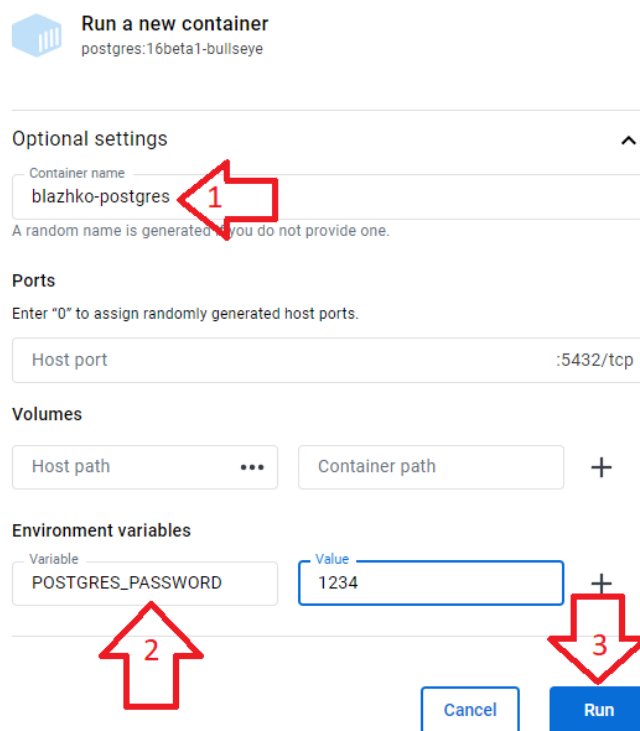 Run a new container
postgres:16beta1-bullseye
Optional settings
Container name
blazhko-postgres
1
A random name is generated if you do not provide one.
Ports
Enter “0” to assign randomly generated host ports.
Host port :5432/tcp
Volumes
Host path ••• Container path +
Environment variables
Variable Value
POSTGRES_PASSWORD 1234 +
2
3
Cancel Run